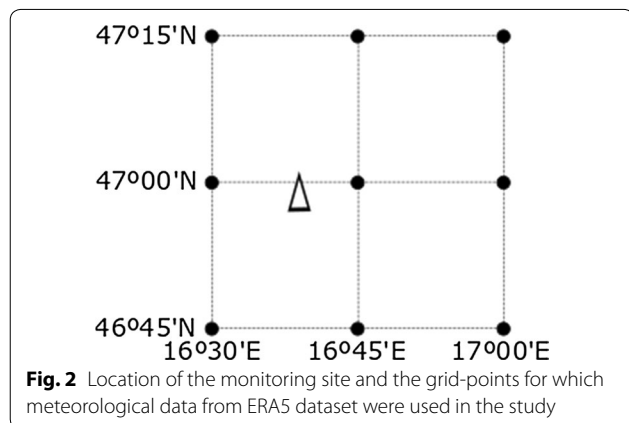 47º15'N
47º00'N
46º45'N
16º30'E 16º45'E 17º00'E
Fig. 2 Location of the monitoring site and the grid-points for which
meteorological data from ERA5 dataset were used in the study